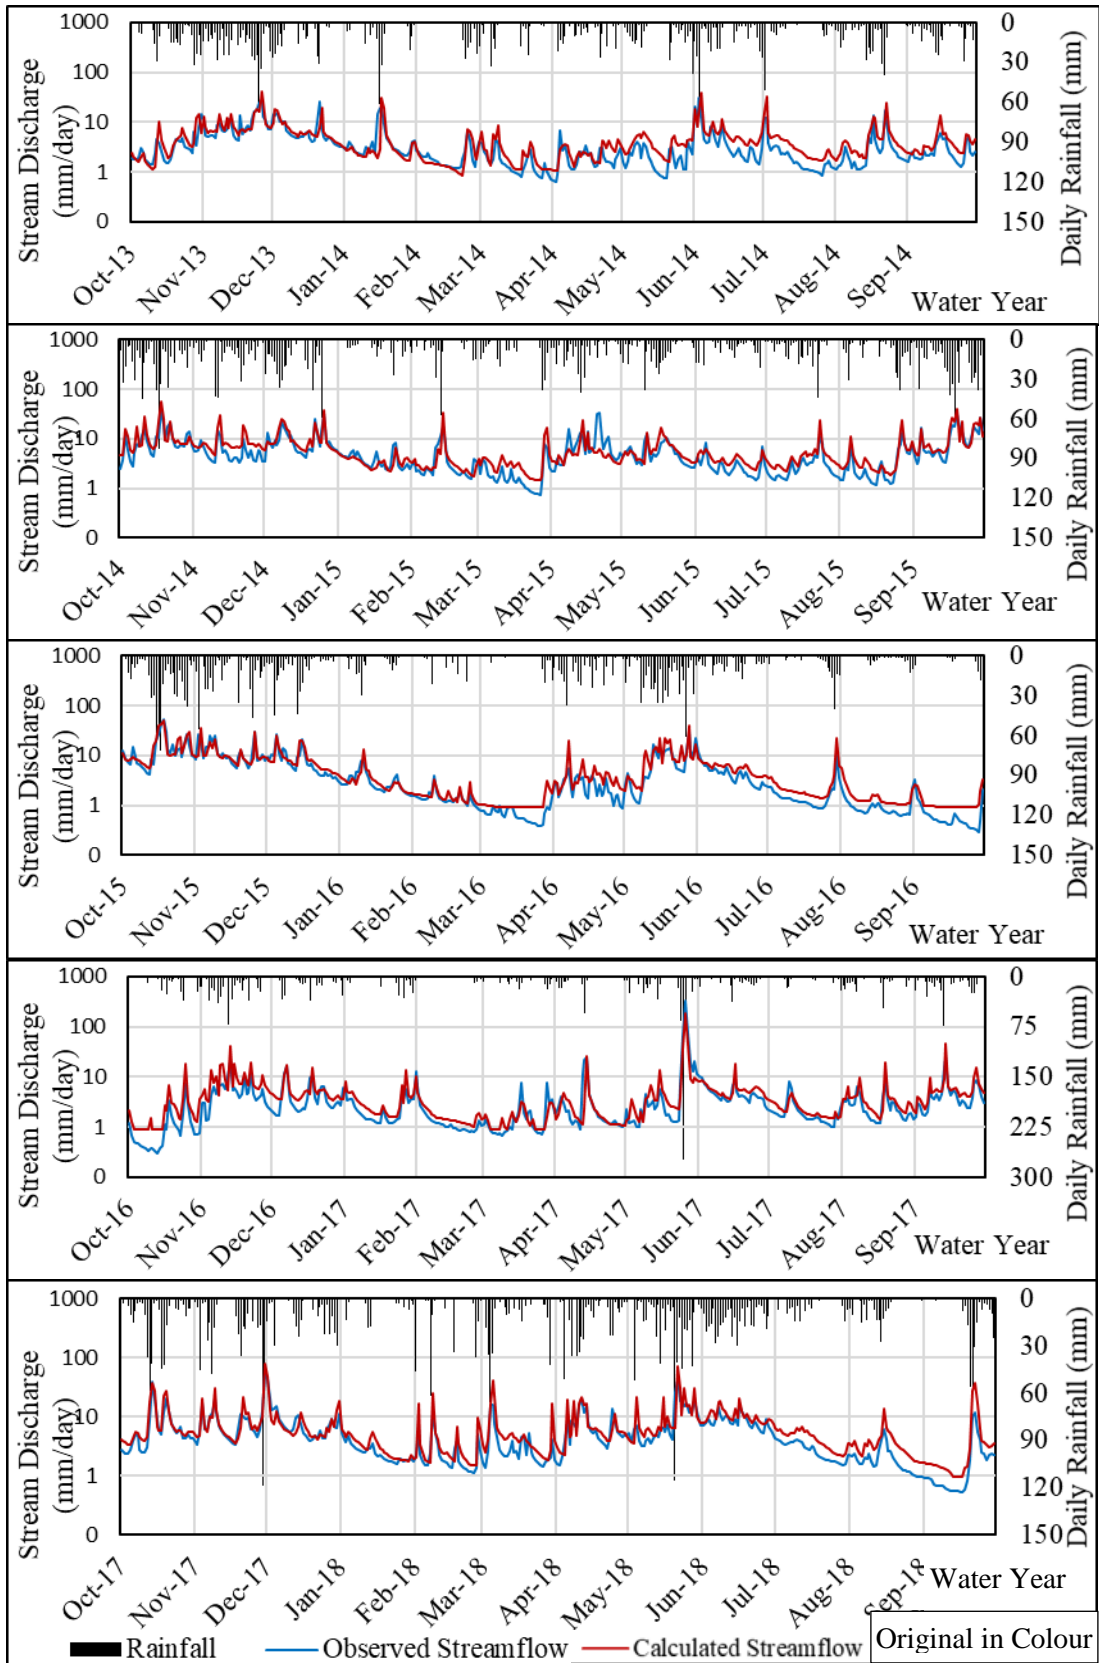 1000
100
10
1
0
Stream Discharge
(mm/day)
0
30
60
90
120
150
Daily Rainfall (mm)
Oct-13
Nov-13
Dec-13
Jan-14
Feb-14
Mar-14
Apr-14
May-14
Jun-14
Jul-14
Aug-14
Sep-14
Water Year
1000
100
10
1
0
Stream Discharge
(mm/day)
0
30
60
90
120
150
Daily Rainfall (mm)
Oct-14
Nov-14
Dec-14
Jan-15
Feb-15
Mar-15
Apr-15
May-15
Jun-15
Jul-15
Aug-15
Sep-15
Water Year
1000
100
10
1
0
Stream Discharge
(mm/day)
0
30
60
90
120
150
Daily Rainfall (mm)
Oct-15
Nov-15
Dec-15
Jan-16
Feb-16
Mar-16
Apr-16
May-16
Jun-16
Jul-16
Aug-16
Sep-16
Water Year
1000
100
10
1
0
Stream Discharge
(mm/day)
0
75
150
225
300
Daily Rainfall (mm)
Oct-16
Nov-16
Dec-16
Jan-17
Feb-17
Mar-17
Apr-17
May-17
Jun-17
Jul-17
Aug-17
Sep-17
Water Year
1000
100
10
1
0
Stream Discharge
(mm/day)
0
30
60
90
120
150
Daily Rainfall (mm)
Oct-17
Nov-17
Dec-17
Jan-18
Feb-18
Mar-18
Apr-18
May-18
Jun-18
Jul-18
Aug-18
Sep-18
Water Year
Rainfall
Observed Streamflow
Calculated Streamflow
Original in Colour